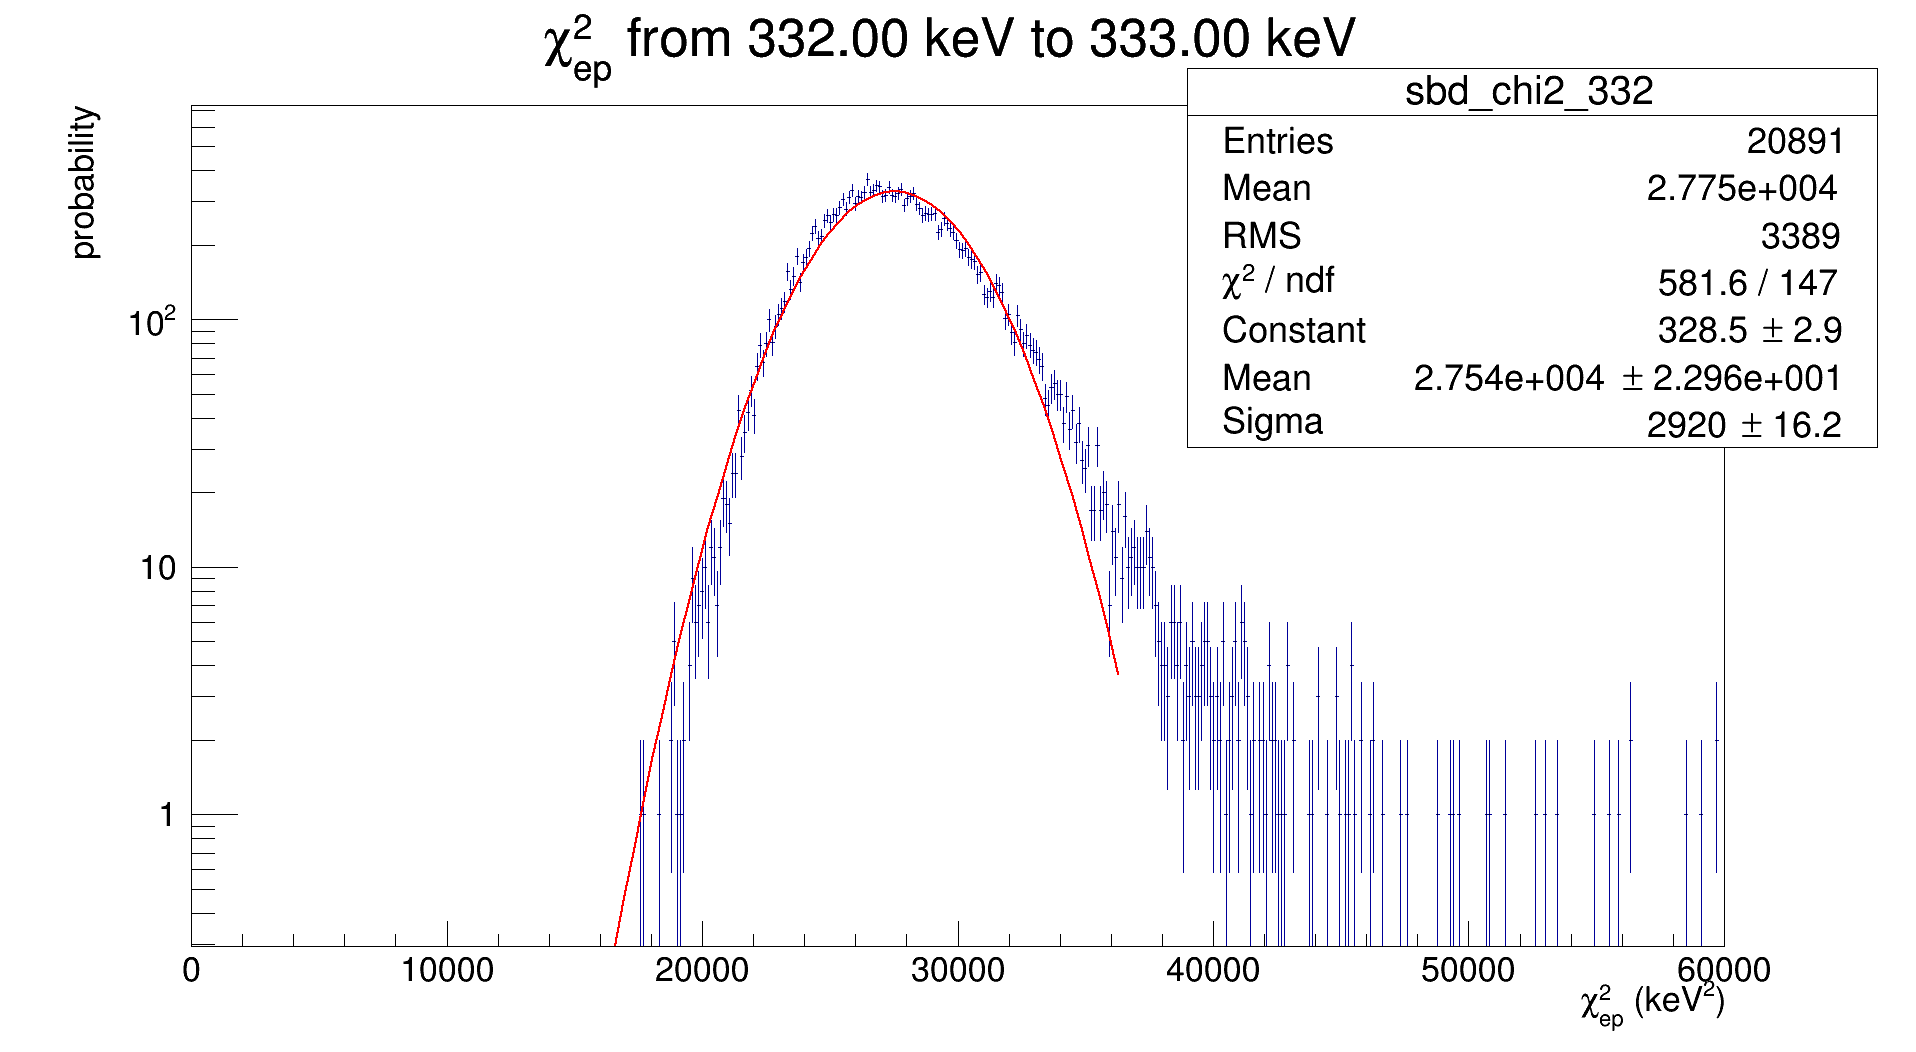 χ²ep from 332.00 keV to 333.00 keV
sbd_chi2_332
Entries 20891
Mean 2.775e+004
RMS 3389
χ² / ndf 581.6 / 147
Constant 328.5 ± 2.9
Mean 2.754e+004 ± 2.296e+001
Sigma 2920 ± 16.2
probability
10²
10
1
0 10000 20000 30000 40000 50000 60000
χ²ep (keV²)